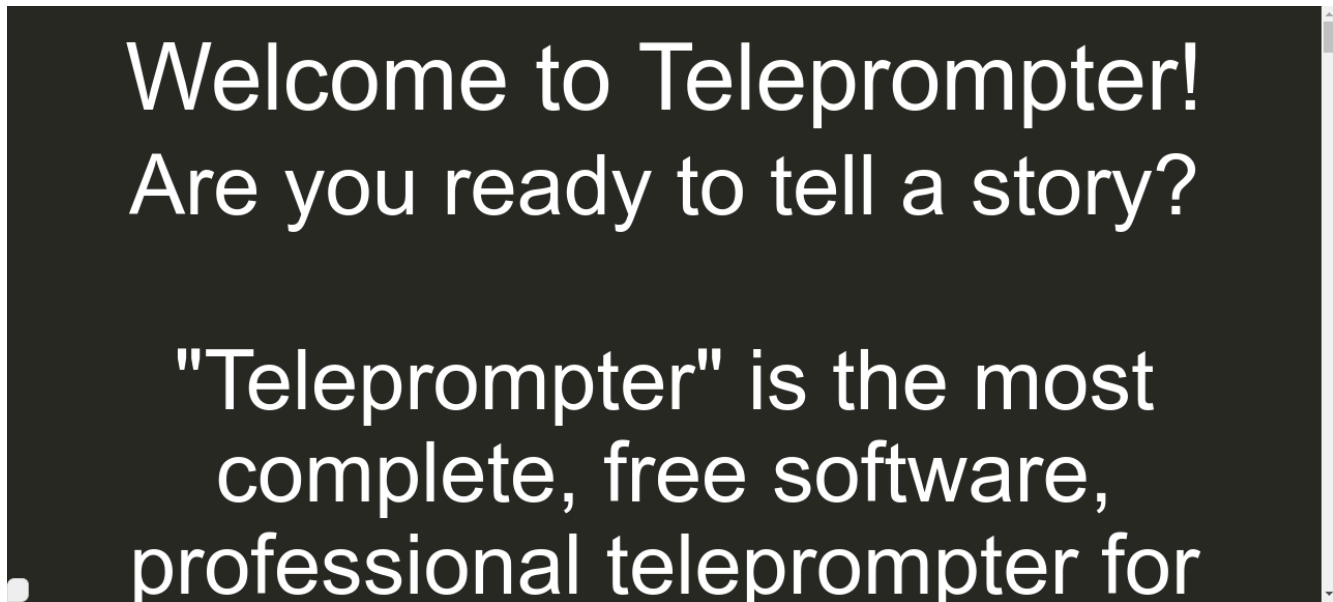 Welcome to Teleprompter!
Are you ready to tell a story?
"Teleprompter" is the most
complete, free software,
professional teleprompter for